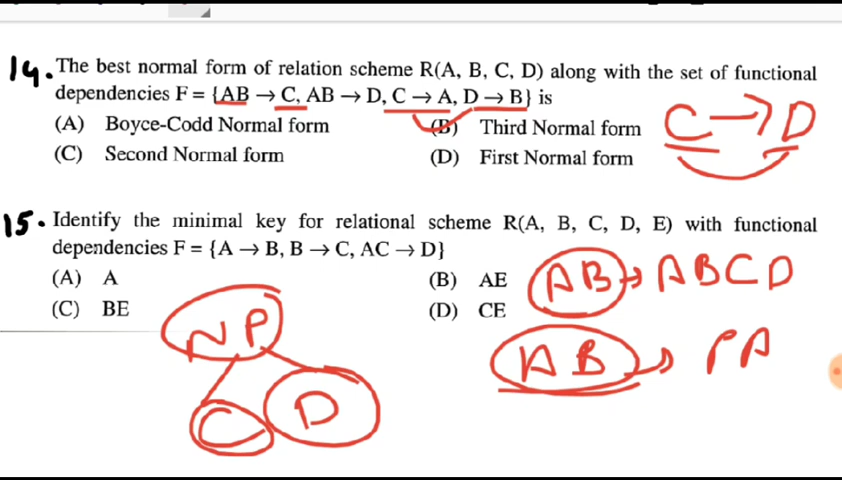 14. The best normal form of relation scheme R(A, B, C, D) along with the set of functional
dependencies F = {AB → C, AB → D, C → A, D → B} is
(A) Boyce-Codd Normal form
(B) Third Normal form
(C) Second Normal form
(D) First Normal form
C → D
15. Identify the minimal key for relational scheme R(A, B, C, D, E) with functional
dependencies F = {A → B, B → C, AC → D}
(A) A
(B) AE
(C) BE
(D) CE
AB → ABCD
NP
AB → PA
C D